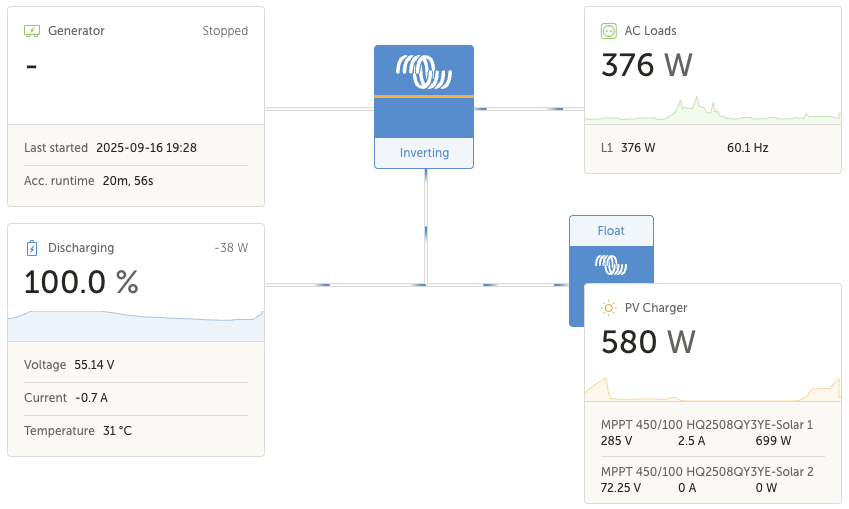 Generator Stopped
-
Last started 2025-09-16 19:28
Acc. runtime 20m, 56s
Discharging -38 W
100.0 %
Voltage 55.14 V
Current -0.7 A
Temperature 31 °C
Inverting
AC Loads
376 W
L1 376 W 60.1 Hz
Float
PV Charger
580 W
MPPT 450/100 HQ2508QY3YE-Solar 1
285 V 2.5 A 699 W
MPPT 450/100 HQ2508QY3YE-Solar 2
72.25 V 0 A 0 W